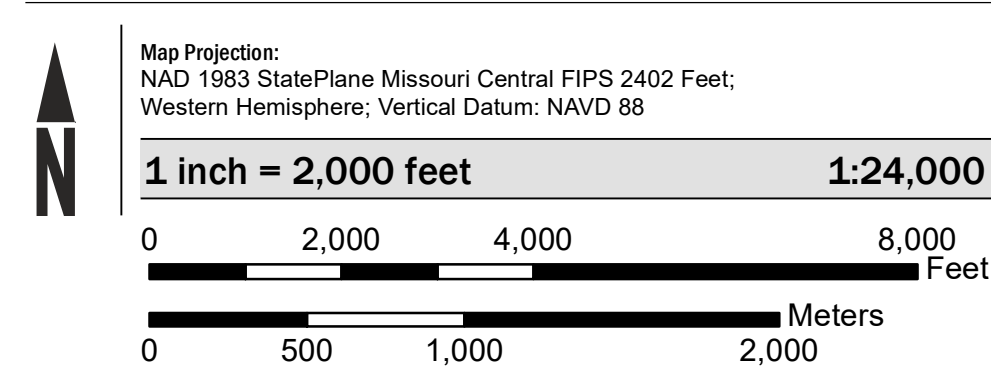 Map Projection:
NAD 1983 StatePlane Missouri Central FIPS 2402 Feet;
Western Hemisphere; Vertical Datum: NAVD 88
N
1 inch = 2,000 feet 1:24,000
0 2,000 4,000 8,000
Feet
Meters
0 500 1,000 2,000